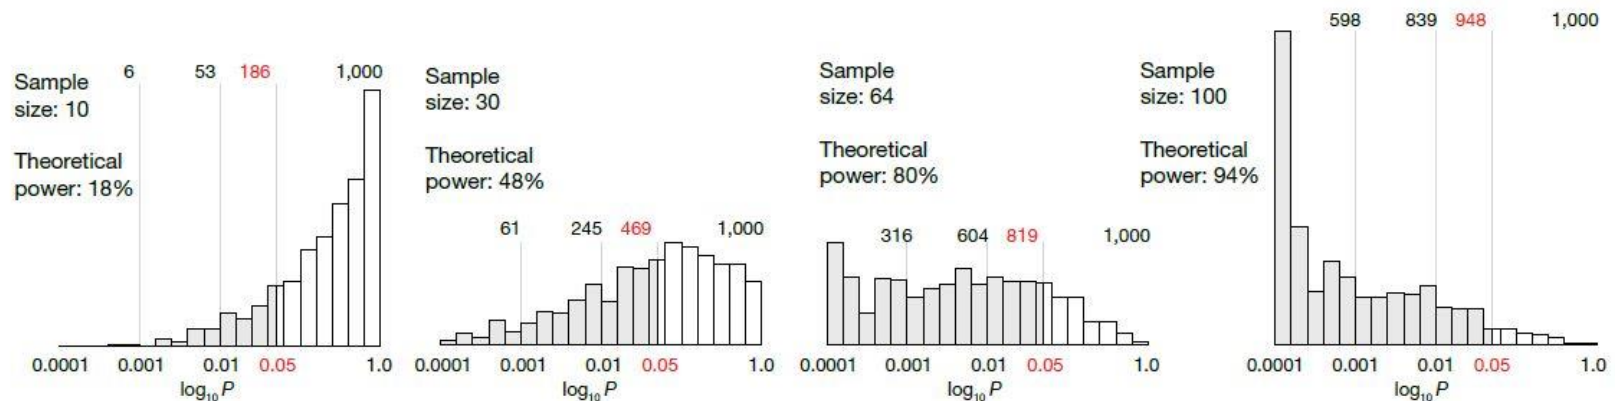 Sample
size: 10
Theoretical
power: 18%
6 53 186 1,000
0.0001 0.001 0.01 0.05 1.0
log10 P
Sample
size: 30
Theoretical
power: 48%
61 245 469 1,000
0.0001 0.001 0.01 0.05 1.0
log10 P
Sample
size: 64
Theoretical
power: 80%
316 604 819 1,000
0.0001 0.001 0.01 0.05 1.0
log10 P
Sample
size: 100
Theoretical
power: 94%
598 839 948 1,000
0.0001 0.001 0.01 0.05 1.0
log10 P